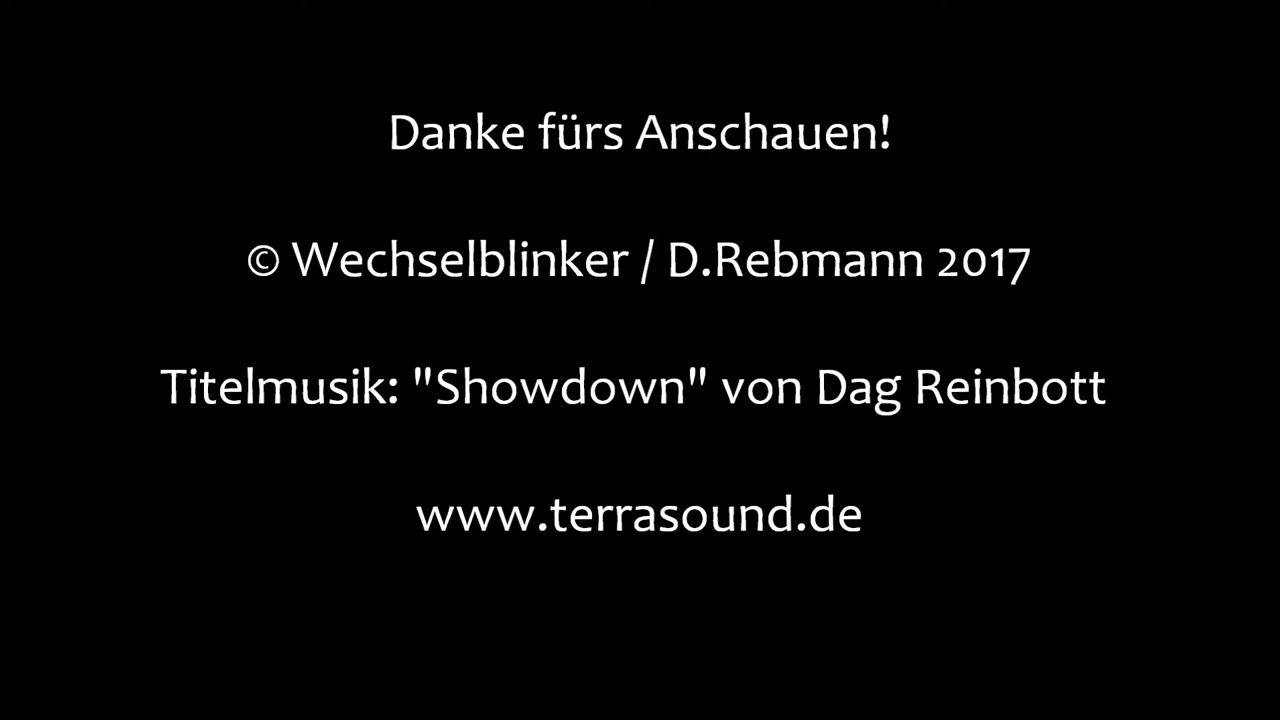 Danke fürs Anschauen!
© Wechselblinker / D.Rebmann 2017
Titelmusik: "Showdown" von Dag Reinbott
www.terrasound.de